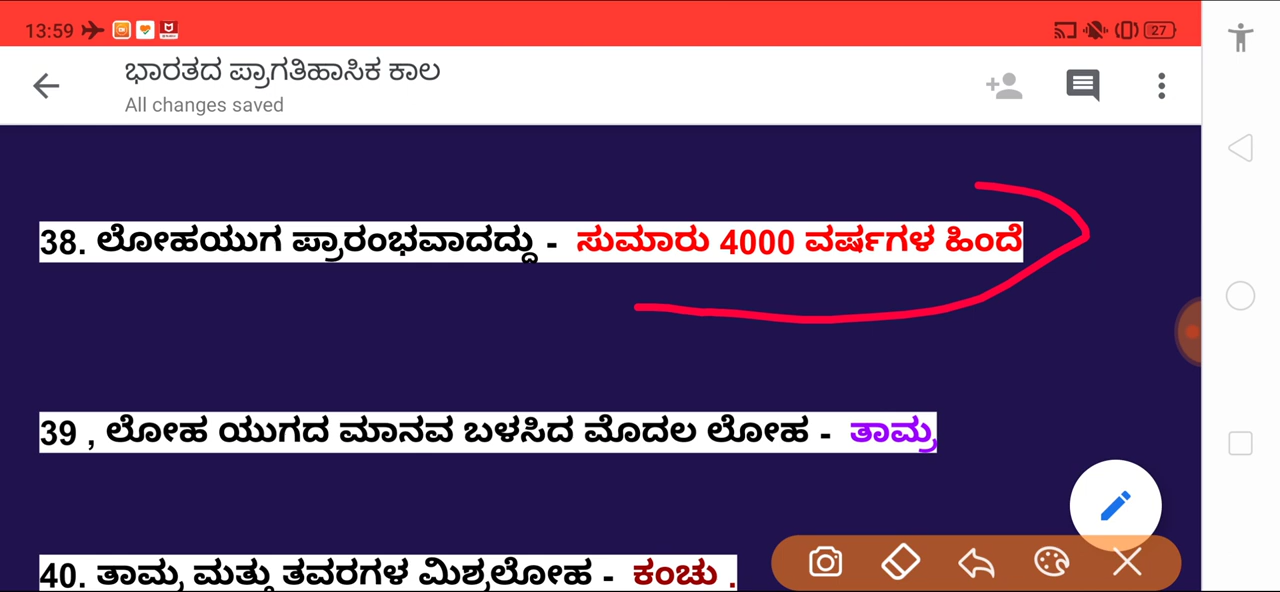 13:59
27
ಭಾರತದ ಪ್ರಾಗತಿಹಾಸಿಕ ಕಾಲ
All changes saved
38. ಲೋಹಯುಗ ಪ್ರಾರಂಭವಾದದ್ದು - ಸುಮಾರು 4000 ವರ್ಷಗಳ ಹಿಂದೆ
39 , ಲೋಹ ಯುಗದ ಮಾನವ ಬಳಸಿದ ಮೊದಲ ಲೋಹ - ತಾಮ್ರ
40. ತಾಮ್ರ ಮತ್ತು ತವರಗಳ ಮಿಶ್ರಲೋಹ - ಕಂಚು .